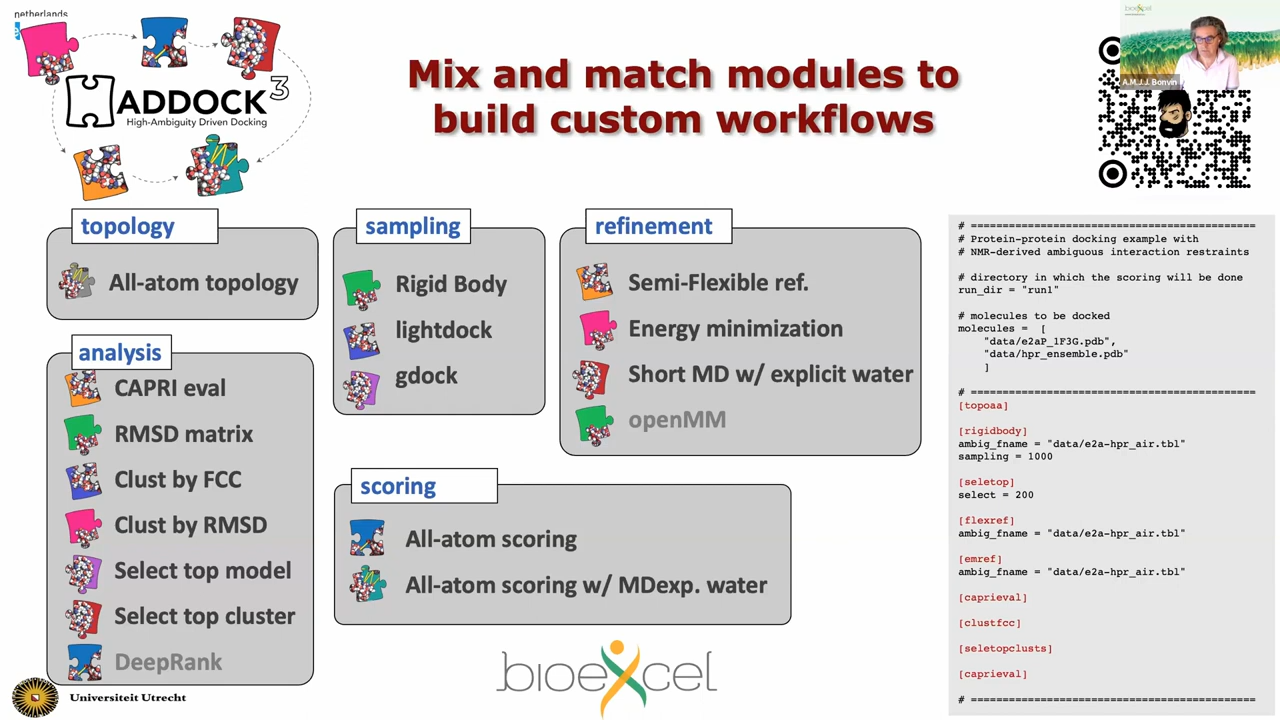 netherlands
bioexcel
A.M.J.J. Bonvin
ADDOCK3
High-Ambiguity Driven Docking
Mix and match modules to
build custom workflows
topology
All-atom topology
analysis
CAPRI eval
RMSD matrix
Clust by FCC
Clust by RMSD
Select top model
Select top cluster
DeepRank
sampling
Rigid Body
lightdock
gdock
refinement
Semi-Flexible ref.
Energy minimization
Short MD w/ explicit water
openMM
scoring
All-atom scoring
All-atom scoring w/ MDexp. water
# =============================================
# Protein-protein docking example with
# NMR-derived ambiguous interaction restraints
# directory in which the scoring will be done
run_dir = "run1"
# molecules to be docked
molecules = [
"data/e2aP_1F3G.pdb",
"data/hpr_ensemble.pdb"
]
# =============================================
[topoaa]
[rigidbody]
ambig_fname = "data/e2a-hpr_air.tbl"
sampling = 1000
[seletop]
select = 200
[flexref]
ambig_fname = "data/e2a-hpr_air.tbl"
[emref]
ambig_fname = "data/e2a-hpr_air.tbl"
[caprieval]
[clustfcc]
[seletopclusts]
[caprieval]
# =============================================
Universiteit Utrecht
bioexcel